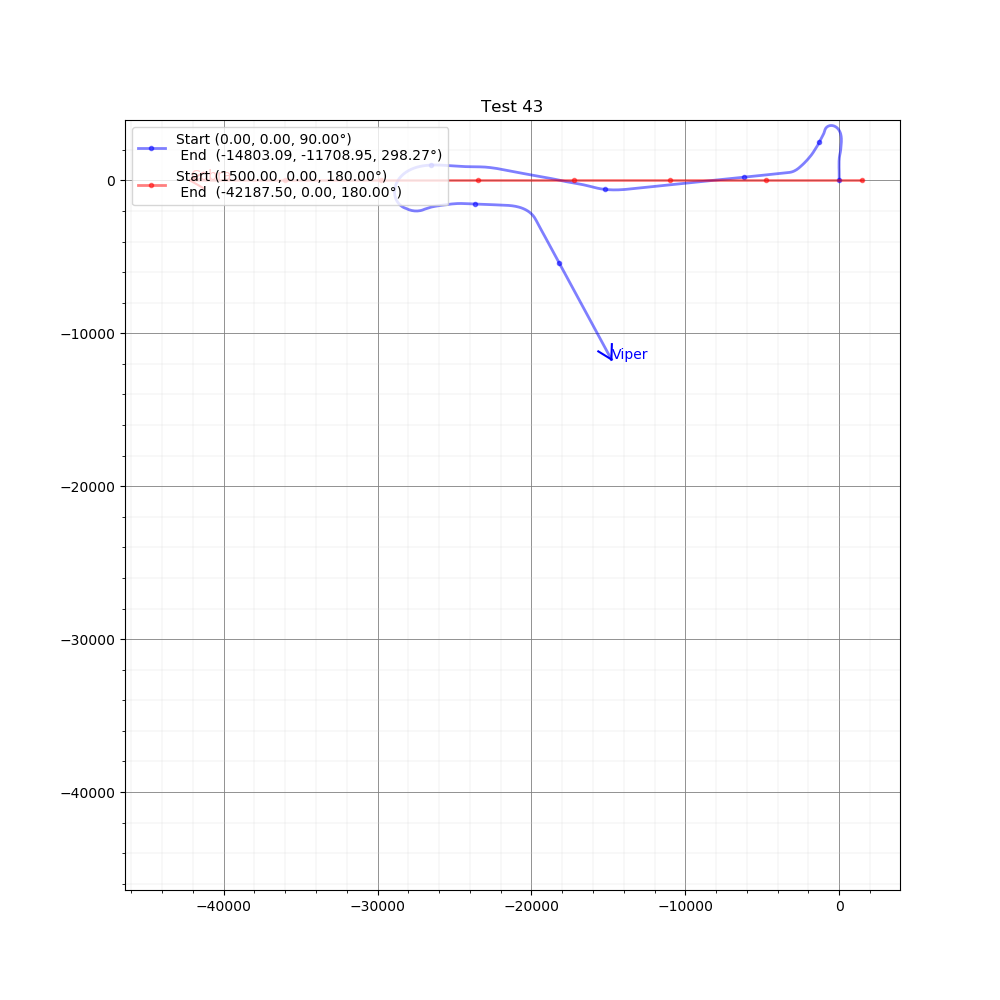 Test 43
Start (0.00, 0.00, 90.00°)
End (-14803.09, -11708.95, 298.27°)
Start (1500.00, 0.00, 180.00°)
End (-42187.50, 0.00, 180.00°)
0
−10000
−20000
−30000
−40000
Viper
−40000
−30000
−20000
−10000
0